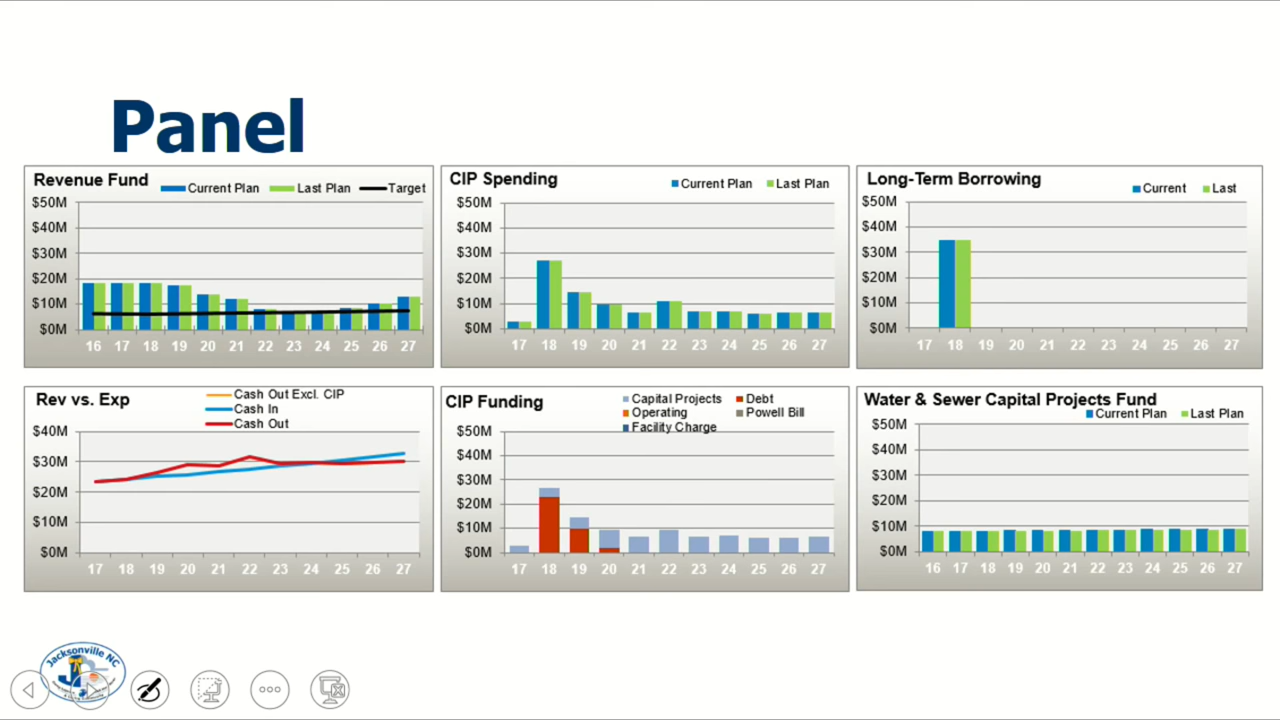 Panel
Revenue Fund
Current Plan Last Plan Target
$50M
$40M
$30M
$20M
$10M
$0M
16 17 18 19 20 21 22 23 24 25 26 27
CIP Spending
Current Plan Last Plan
$50M
$40M
$30M
$20M
$10M
$0M
17 18 19 20 21 22 23 24 25 26 27
Long-Term Borrowing
Current Last
$50M
$40M
$30M
$20M
$10M
$0M
17 18 19 20 21 22 23 24 25 26 27
Rev vs. Exp
Cash Out Excl. CIP
Cash In
Cash Out
$40M
$30M
$20M
$10M
$0M
17 18 19 20 21 22 23 24 25 26 27
CIP Funding
Capital Projects Debt
Operating Powell Bill
Facility Charge
$50M
$40M
$30M
$20M
$10M
$0M
17 18 19 20 21 22 23 24 25 26 27
Water & Sewer Capital Projects Fund
Current Plan Last Plan
$50M
$40M
$30M
$20M
$10M
$0M
16 17 18 19 20 21 22 23 24 25 26 27
Jacksonville NC